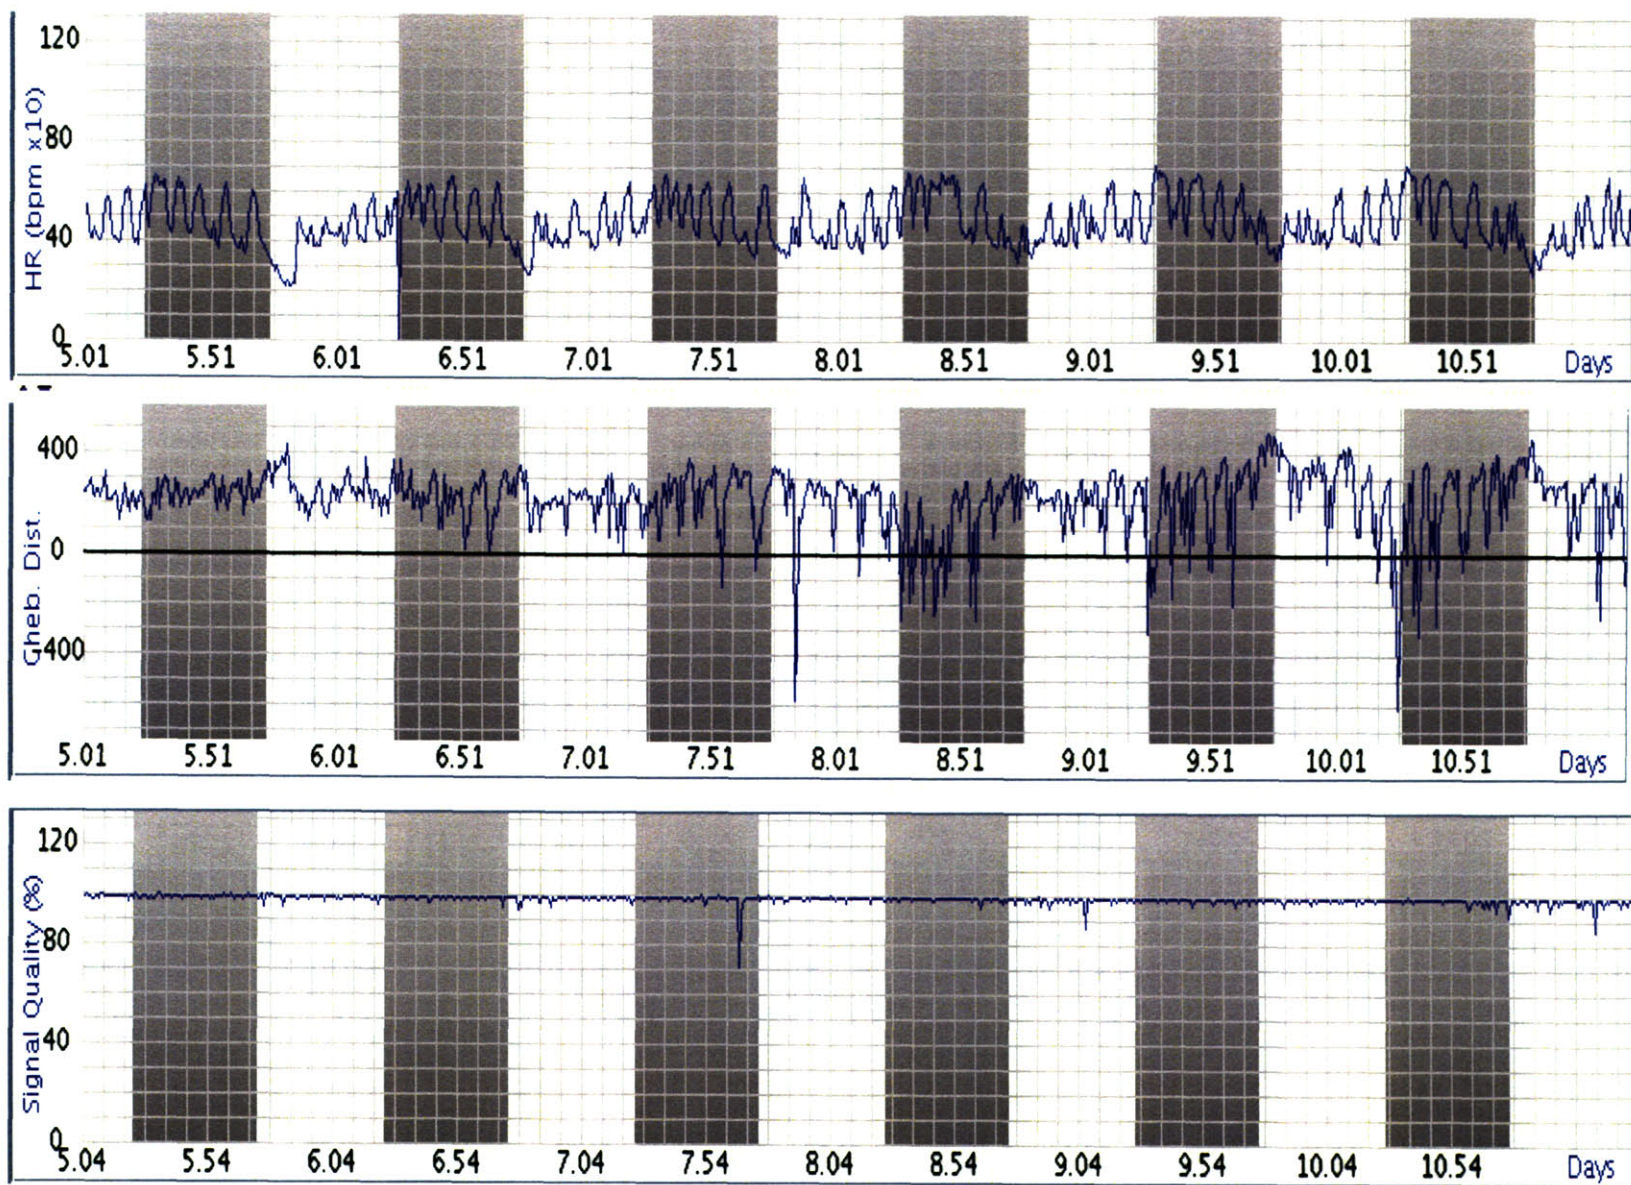 HR (bpm x10)
120
80
40
0
5.01 5.51 6.01 6.51 7.01 7.51 8.01 8.51 9.01 9.51 10.01 10.51 Days
Gheb. Dist.
400
0
-400
5.01 5.51 6.01 6.51 7.01 7.51 8.01 8.51 9.01 9.51 10.01 10.51 Days
Signal Quality (%)
120
80
40
0
5.04 5.54 6.04 6.54 7.04 7.54 8.04 8.54 9.04 9.54 10.04 10.54 Days